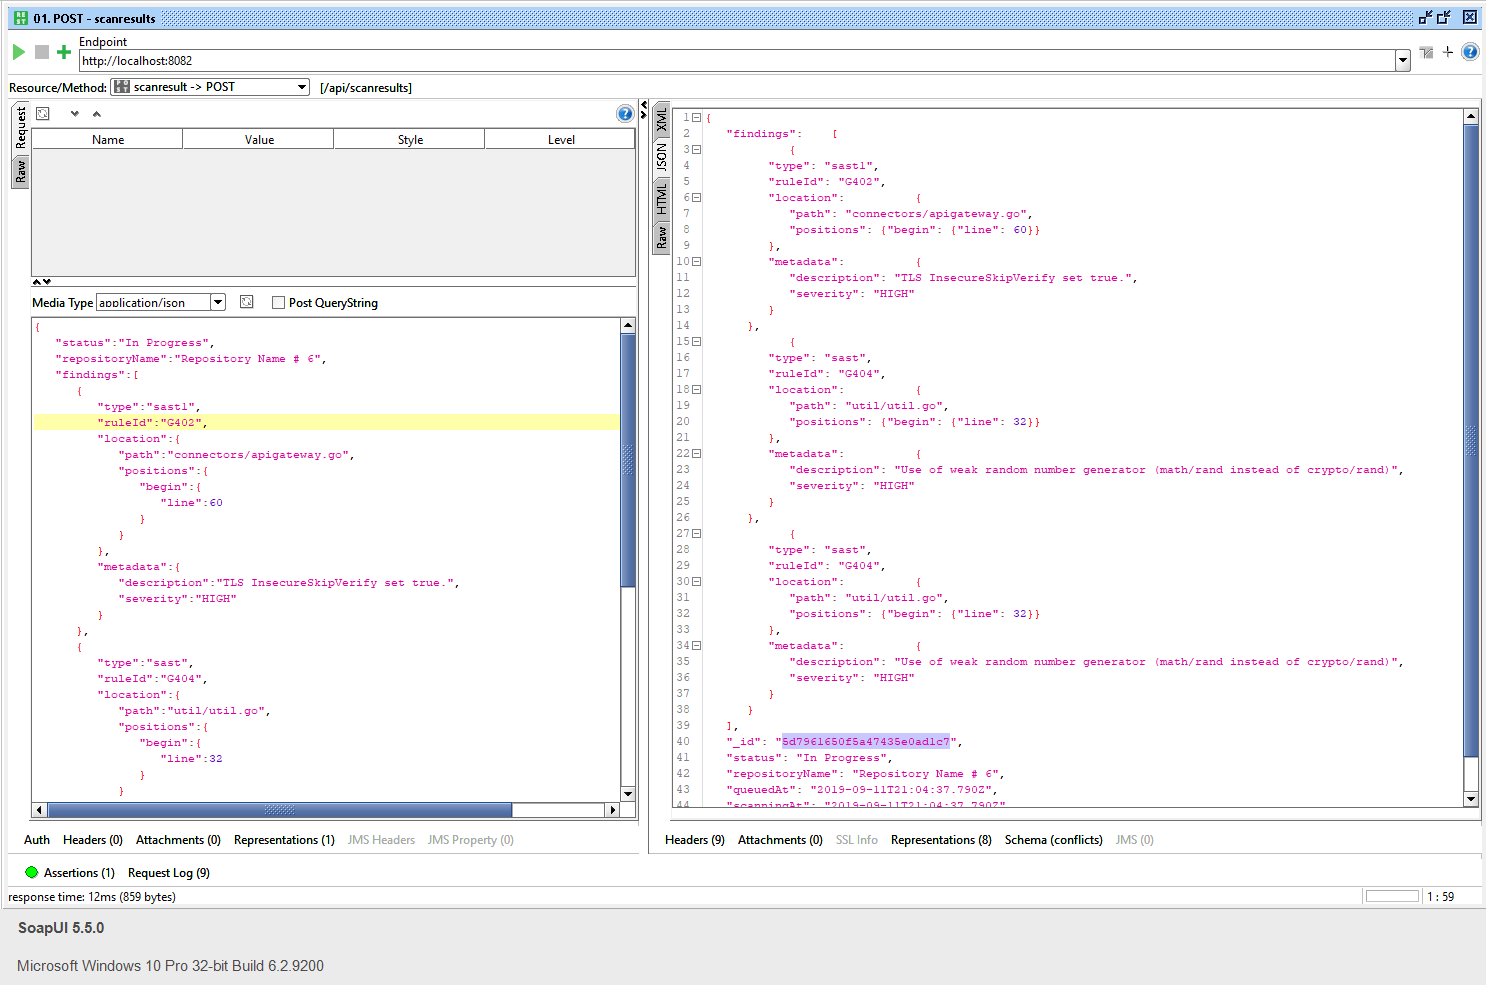 01. POST - scanresults
Endpoint
http://localhost:8082
Resource/Method: scanresult -> POST [/api/scanresults]
Request
Raw
Name Value Style Level
Media Type application/json Post QueryString
{
"status":"In Progress",
"repositoryName":"Repository Name # 6",
"findings":[
{
"type":"sast1",
"ruleId":"G402",
"location":{
"path":"connectors/apigateway.go",
"positions":{
"begin":{
"line":60
}
}
},
"metadata":{
"description":"TLS InsecureSkipVerify set true.",
"severity":"HIGH"
}
},
{
"type":"sast",
"ruleId":"G404",
"location":{
"path":"util/util.go",
"positions":{
"begin":{
"line":32
}
}
Auth Headers (0) Attachments (0) Representations (1) JMS Headers JMS Property (0)
XML
JSON
HTML
Raw
1 {
2 "findings": [
3 {
4 "type": "sast1",
5 "ruleId": "G402",
6 "location": {
7 "path": "connectors/apigateway.go",
8 "positions": {"begin": {"line": 60}}
9 },
10 "metadata": {
11 "description": "TLS InsecureSkipVerify set true.",
12 "severity": "HIGH"
13 }
14 },
15 {
16 "type": "sast",
17 "ruleId": "G404",
18 "location": {
19 "path": "util/util.go",
20 "positions": {"begin": {"line": 32}}
21 },
22 "metadata": {
23 "description": "Use of weak random number generator (math/rand instead of crypto/rand)",
24 "severity": "HIGH"
25 }
26 },
27 {
28 "type": "sast",
29 "ruleId": "G404",
30 "location": {
31 "path": "util/util.go",
32 "positions": {"begin": {"line": 32}}
33 },
34 "metadata": {
35 "description": "Use of weak random number generator (math/rand instead of crypto/rand)",
36 "severity": "HIGH"
37 }
38 }
39 ],
40 "_id": "5d7961650f5a47435e0ad1c7",
41 "status": "In Progress",
42 "repositoryName": "Repository Name # 6",
43 "queuedAt": "2019-09-11T21:04:37.790Z",
44 "scanningAt": "2019-09-11T21:04:37.790Z"
Headers (9) Attachments (0) SSL Info Representations (8) Schema (conflicts) JMS (0)
Assertions (1) Request Log (9)
response time: 12ms (859 bytes)
1 : 59
SoapUI 5.5.0
Microsoft Windows 10 Pro 32-bit Build 6.2.9200